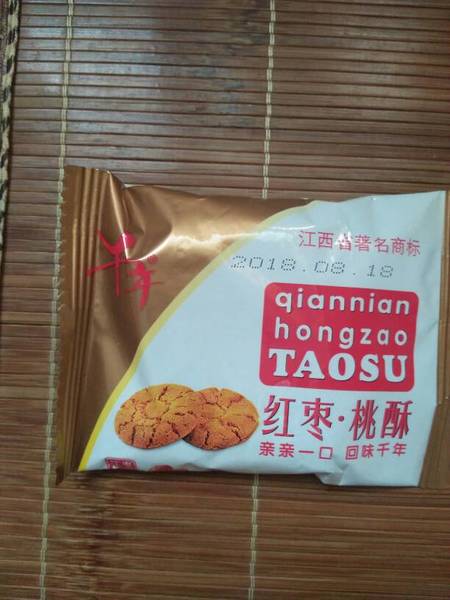 千年
江西省著名商标
2018.08.18
qiannian
hongzao
TAOSU
红枣·桃酥
亲亲一口 回味千年